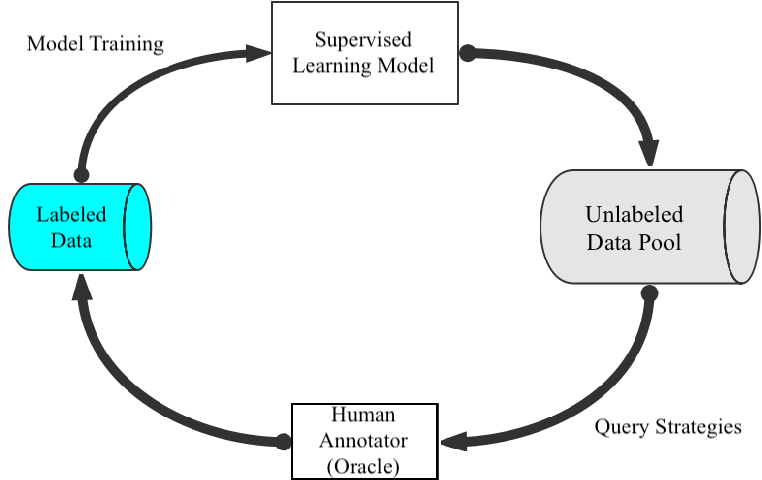 Model Training
Supervised
Learning Model
Labeled
Data
Unlabeled
Data Pool
Human
Annotator
(Oracle)
Query Strategies